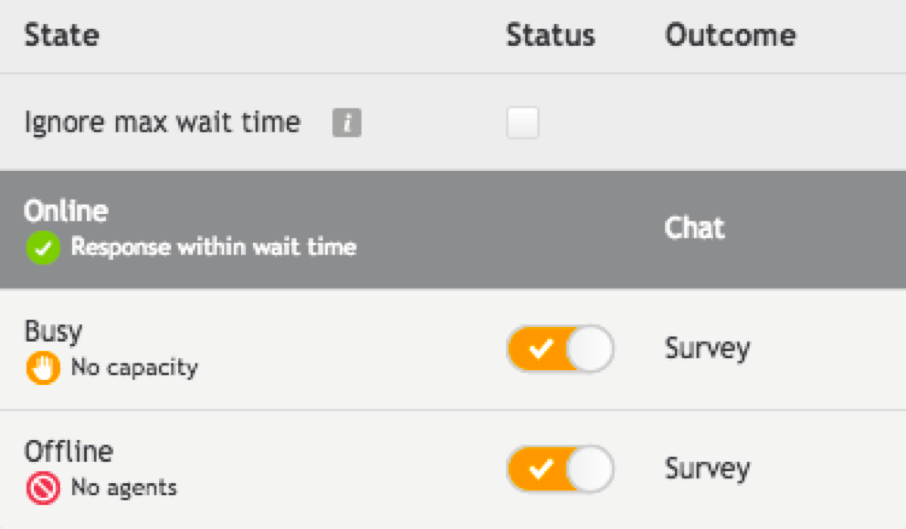 State Status Outcome
Ignore max wait time i
Online
Chat
Response within wait time
Busy
Survey
No capacity
Offline
Survey
No agents